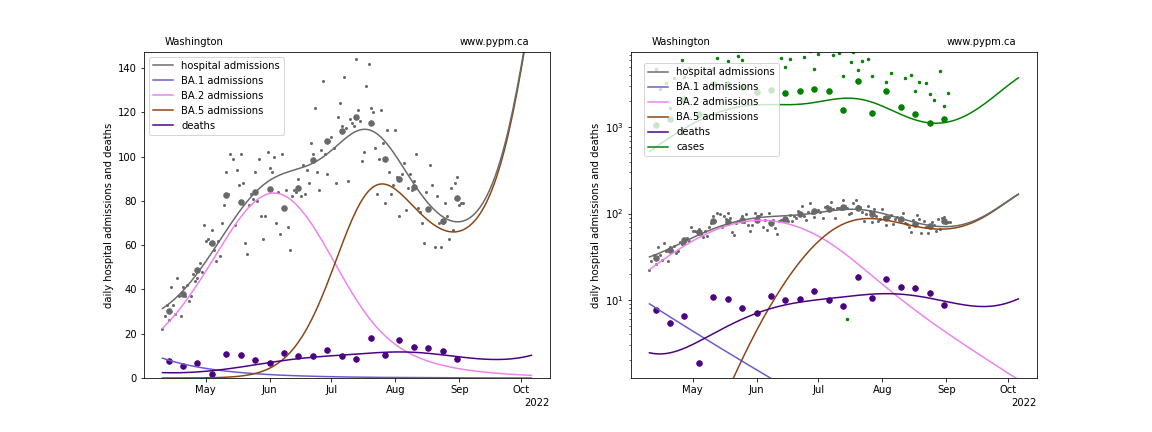 Washington
www.pypm.ca
140
120
100
80
60
40
20
0
daily hospital admissions and deaths
hospital admissions
BA.1 admissions
BA.2 admissions
BA.5 admissions
deaths
May
Jun
Jul
Aug
Sep
Oct
2022
Washington
www.pypm.ca
10³
10²
10¹
daily hospital admissions and deaths
hospital admissions
BA.1 admissions
BA.2 admissions
BA.5 admissions
deaths
cases
May
Jun
Jul
Aug
Sep
Oct
2022